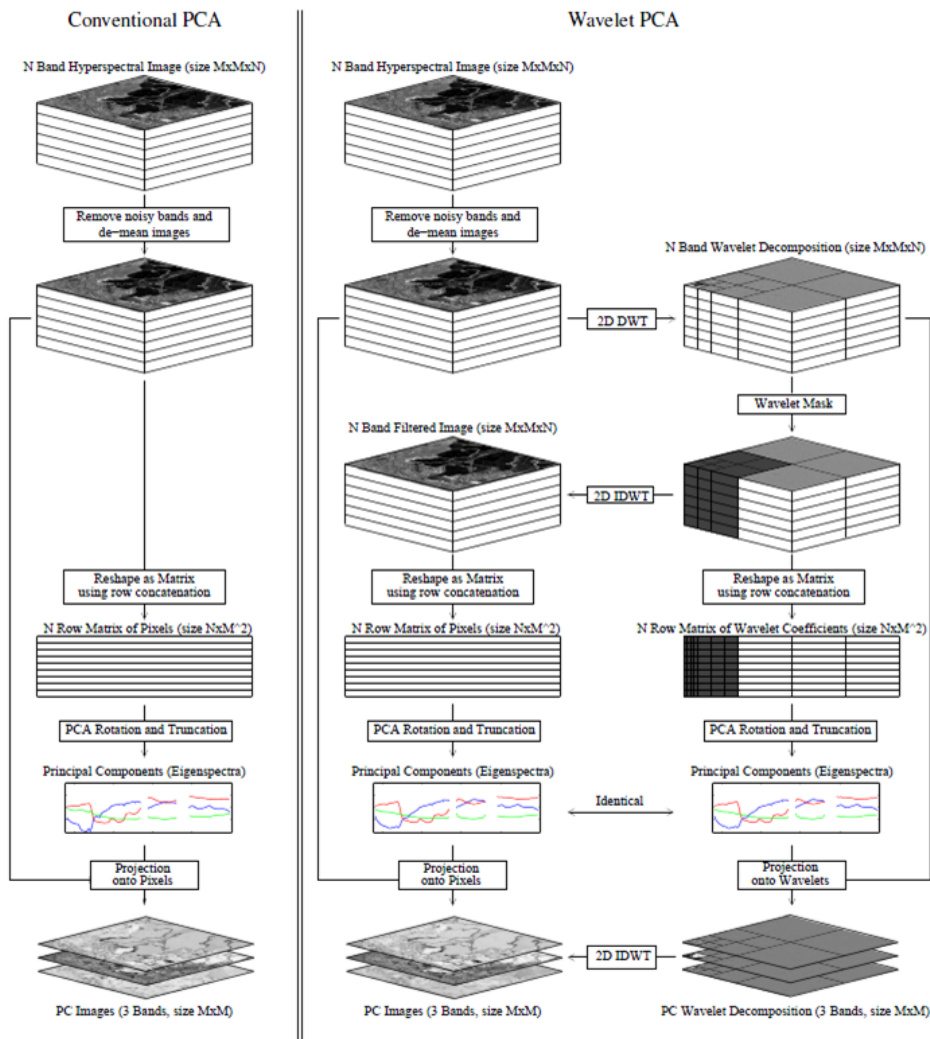 Conventional PCA
Wavelet PCA
N Band Hyperspectral Image (size MxMxN)
N Band Hyperspectral Image (size MxMxN)
Remove noisy bands and
de-mean images
Remove noisy bands and
de-mean images
N Band Wavelet Decomposition (size MxMxN)
2D DWT
Wavelet Mask
N Band Filtered Image (size MxMxN)
2D IDWT
Reshape as Matrix
using row concatenation
Reshape as Matrix
using row concatenation
Reshape as Matrix
using row concatenation
N Row Matrix of Pixels (size NxM^2)
N Row Matrix of Pixels (size NxM^2)
N Row Matrix of Wavelet Coefficients (size NxM^2)
PCA Rotation and Truncation
PCA Rotation and Truncation
PCA Rotation and Truncation
Principal Components (Eigenspectra)
Principal Components (Eigenspectra)
Principal Components (Eigenspectra)
Identical
Projection
onto Pixels
Projection
onto Pixels
Projection
onto Wavelets
2D IDWT
PC Images (3 Bands, size MxM)
PC Images (3 Bands, size MxM)
PC Wavelet Decomposition (3 Bands, size MxM)